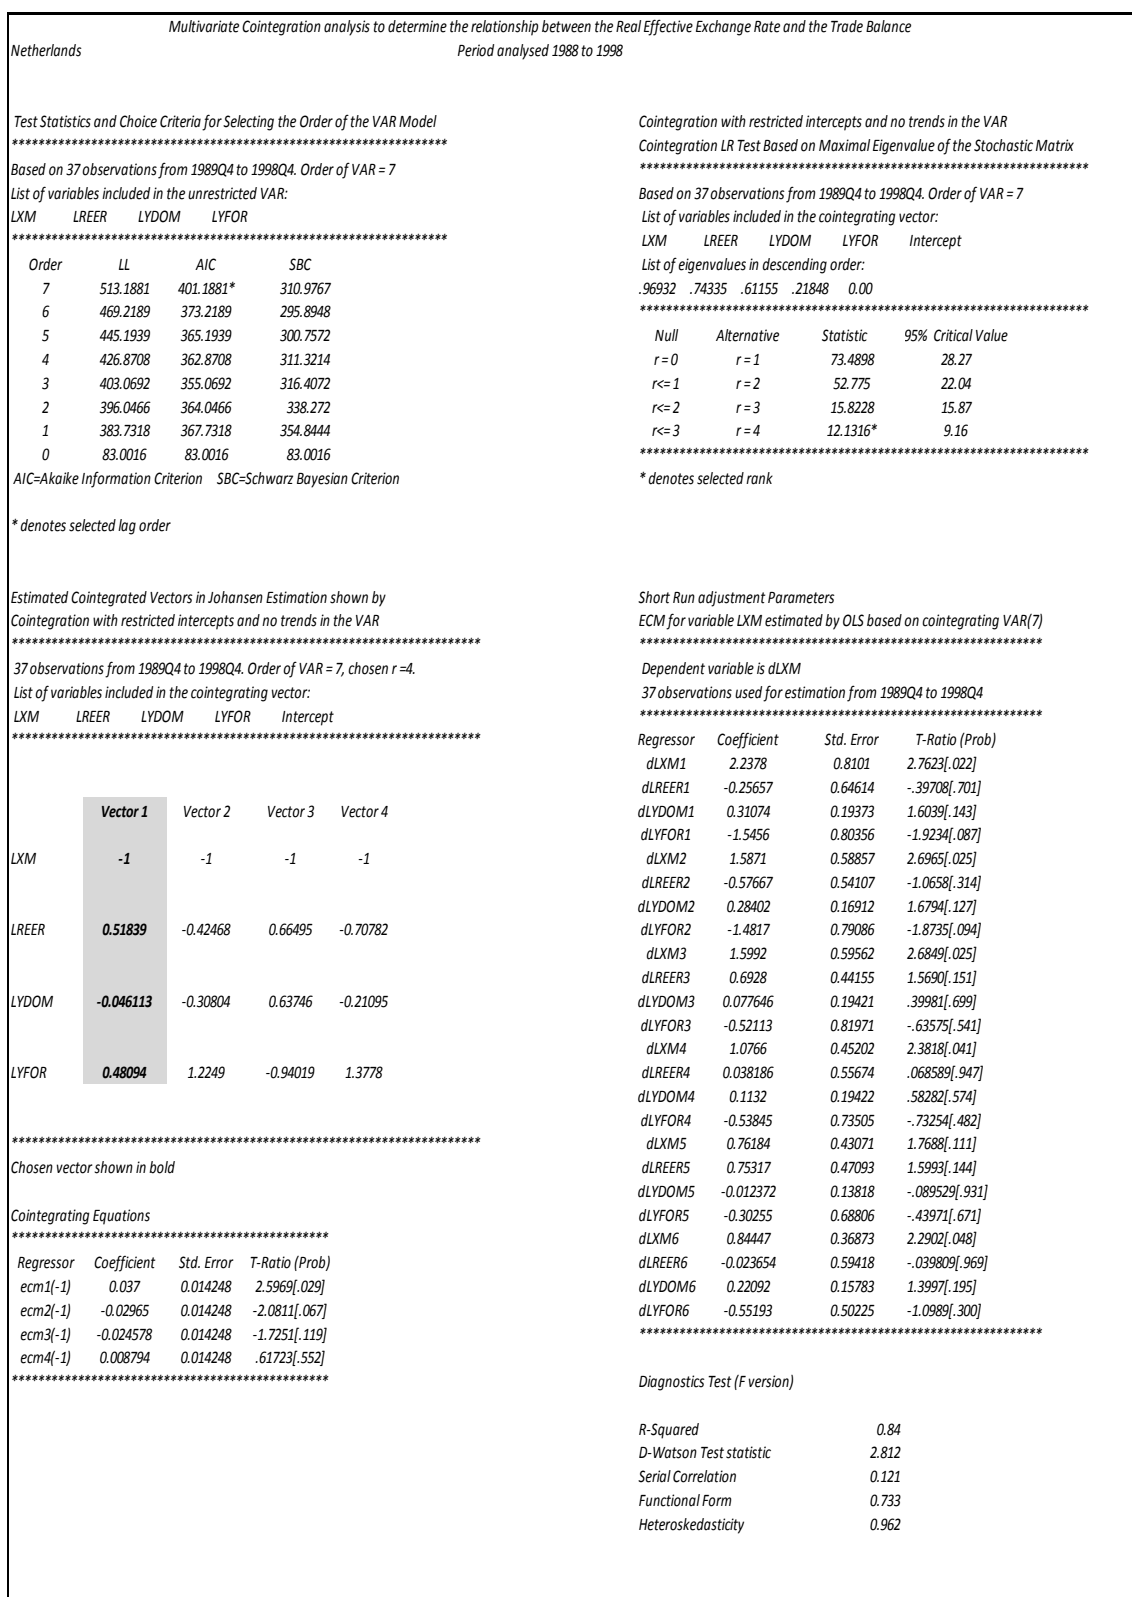 Multivariate Cointegration analysis to determine the relationship between the Real Effective Exchange Rate and the Trade Balance
Netherlands Period analysed 1988 to 1998
Test Statistics and Choice Criteria for Selecting the Order of the VAR Model
******************************************************************
Based on 37 observations from 1989Q4 to 1998Q4. Order of VAR = 7
List of variables included in the unrestricted VAR:
LXM LREER LYDOM LYFOR
******************************************************************
Order LL AIC SBC
7 513.1881 401.1881* 310.9767
6 469.2189 373.2189 295.8948
5 445.1939 365.1939 300.7572
4 426.8708 362.8708 311.3214
3 403.0692 355.0692 316.4072
2 396.0466 364.0466 338.272
1 383.7318 367.7318 354.8444
0 83.0016 83.0016 83.0016
AIC=Akaike Information Criterion SBC=Schwarz Bayesian Criterion
* denotes selected lag order
Cointegration with restricted intercepts and no trends in the VAR
Cointegration LR Test Based on Maximal Eigenvalue of the Stochastic Matrix
********************************************************************
Based on 37 observations from 1989Q4 to 1998Q4. Order of VAR = 7
List of variables included in the cointegrating vector:
LXM LREER LYDOM LYFOR Intercept
List of eigenvalues in descending order:
.96932 .74335 .61155 .21848 0.00
********************************************************************
Null Alternative Statistic 95% Critical Value
r = 0 r = 1 73.4898 28.27
r<= 1 r = 2 52.775 22.04
r<= 2 r = 3 15.8228 15.87
r<= 3 r = 4 12.1316* 9.16
********************************************************************
* denotes selected rank
Estimated Cointegrated Vectors in Johansen Estimation shown by
Cointegration with restricted intercepts and no trends in the VAR
***********************************************************************
37 observations from 1989Q4 to 1998Q4. Order of VAR = 7, chosen r =4.
List of variables included in the cointegrating vector:
LXM LREER LYDOM LYFOR Intercept
***********************************************************************
Vector 1 Vector 2 Vector 3 Vector 4
LXM -1 -1 -1 -1
LREER 0.51839 -0.42468 0.66495 -0.70782
LYDOM -0.046113 -0.30804 0.63746 -0.21095
LYFOR 0.48094 1.2249 -0.94019 1.3778
***********************************************************************
Chosen vector shown in bold
Cointegrating Equations
************************************************
Regressor Coefficient Std. Error T-Ratio (Prob)
ecm1(-1) 0.037 0.014248 2.5969[.029]
ecm2(-1) -0.02965 0.014248 -2.0811[.067]
ecm3(-1) -0.024578 0.014248 -1.7251[.119]
ecm4(-1) 0.008794 0.014248 .61723[.552]
************************************************
Short Run adjustment Parameters
ECM for variable LXM estimated by OLS based on cointegrating VAR(7)
*************************************************************
Dependent variable is dLXM
37 observations used for estimation from 1989Q4 to 1998Q4
*************************************************************
Regressor Coefficient Std. Error T-Ratio (Prob)
dLXM1 2.2378 0.8101 2.7623[.022]
dLREER1 -0.25657 0.64614 -.39708[.701]
dLYDOM1 0.31074 0.19373 1.6039[.143]
dLYFOR1 -1.5456 0.80356 -1.9234[.087]
dLXM2 1.5871 0.58857 2.6965[.025]
dLREER2 -0.57667 0.54107 -1.0658[.314]
dLYDOM2 0.28402 0.16912 1.6794[.127]
dLYFOR2 -1.4817 0.79086 -1.8735[.094]
dLXM3 1.5992 0.59562 2.6849[.025]
dLREER3 0.6928 0.44155 1.5690[.151]
dLYDOM3 0.077646 0.19421 .39981[.699]
dLYFOR3 -0.52113 0.81971 -.63575[.541]
dLXM4 1.0766 0.45202 2.3818[.041]
dLREER4 0.038186 0.55674 .068589[.947]
dLYDOM4 0.1132 0.19422 .58282[.574]
dLYFOR4 -0.53845 0.73505 -.73254[.482]
dLXM5 0.76184 0.43071 1.7688[.111]
dLREER5 0.75317 0.47093 1.5993[.144]
dLYDOM5 -0.012372 0.13818 -.089529[.931]
dLYFOR5 -0.30255 0.68806 -.43971[.671]
dLXM6 0.84447 0.36873 2.2902[.048]
dLREER6 -0.023654 0.59418 -.039809[.969]
dLYDOM6 0.22092 0.15783 1.3997[.195]
dLYFOR6 -0.55193 0.50225 -1.0989[.300]
*************************************************************
Diagnostics Test (F version)
R-Squared 0.84
D-Watson Test statistic 2.812
Serial Correlation 0.121
Functional Form 0.733
Heteroskedasticity 0.962